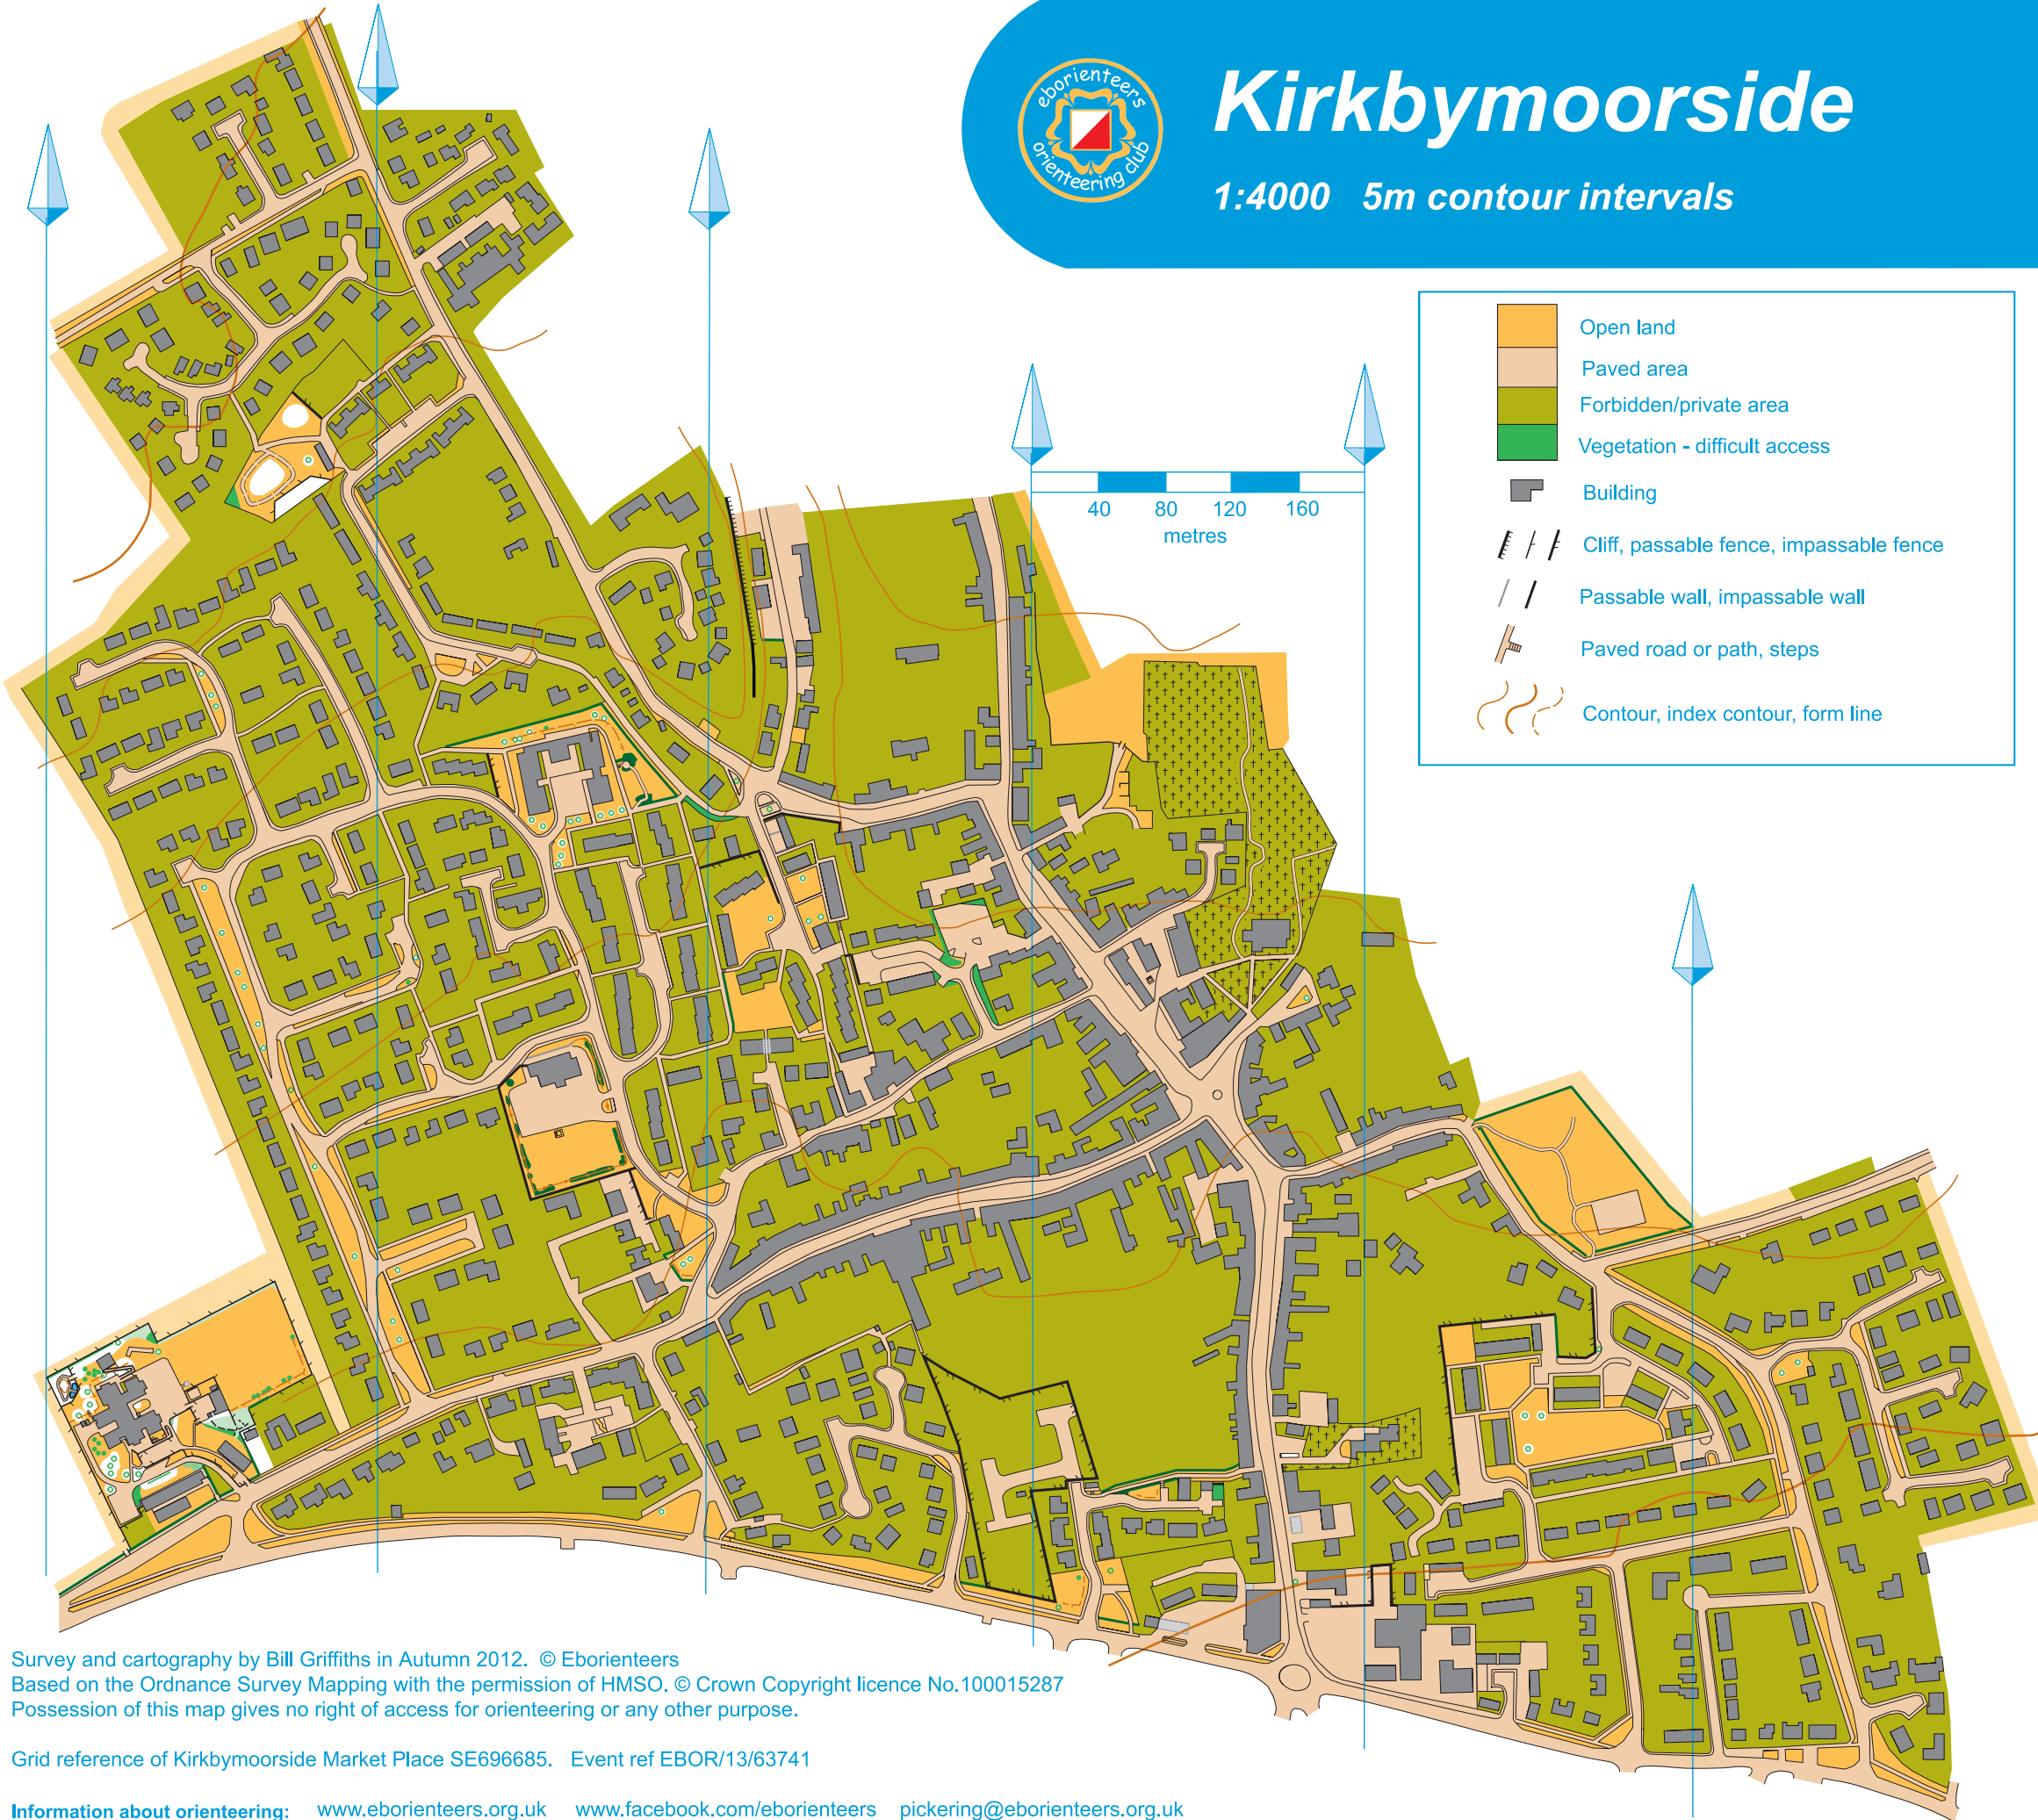 eborienteers
orienteering club
Kirkbymoorside
1:4000 5m contour intervals
Open land
Paved area
Forbidden/private area
Vegetation - difficult access
Building
Cliff, passable fence, impassable fence
Passable wall, impassable wall
Paved road or path, steps
Contour, index contour, form line
40 80 120 160
metres
Survey and cartography by Bill Griffiths in Autumn 2012. © Eborienteers
Based on the Ordnance Survey Mapping with the permission of HMSO. © Crown Copyright licence No.100015287
Possession of this map gives no right of access for orienteering or any other purpose.
Grid reference of Kirkbymoorside Market Place SE696685. Event ref EBOR/13/63741
Information about orienteering: www.eborienteers.org.uk www.facebook.com/eborienteers pickering@eborienteers.org.uk